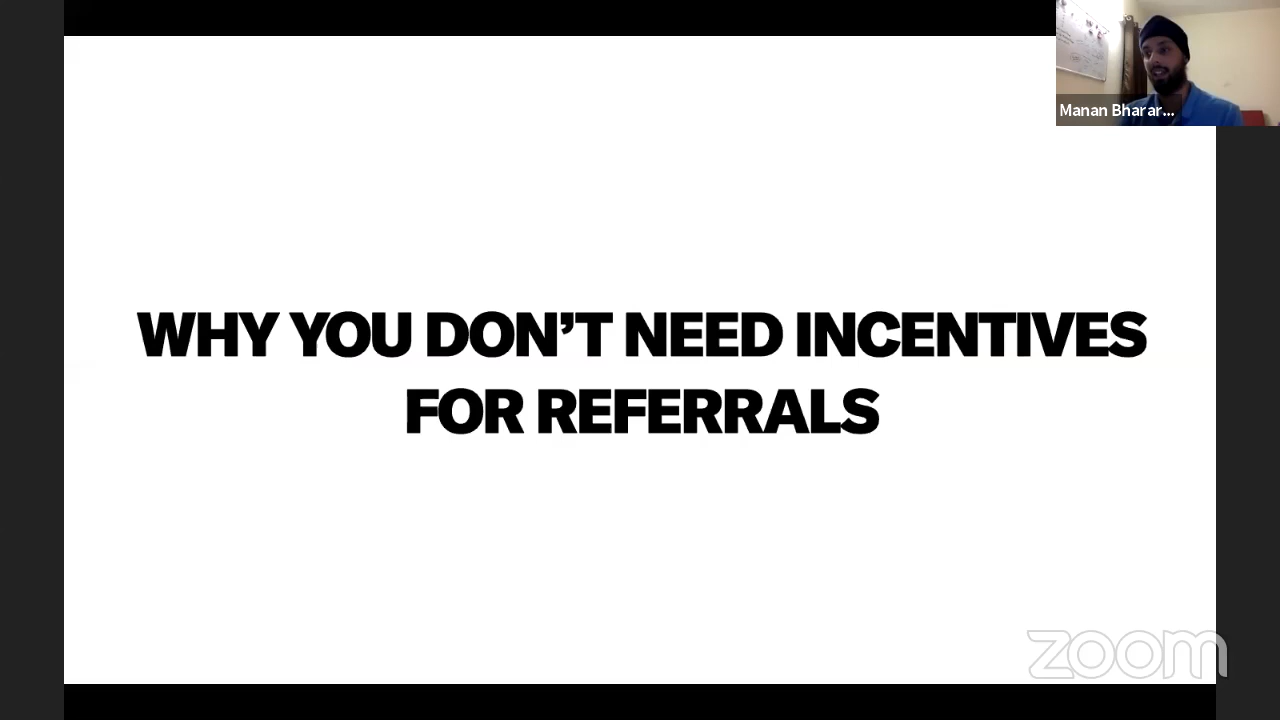 Manan Bharar...
WHY YOU DON’T NEED INCENTIVES
FOR REFERRALS
zoom